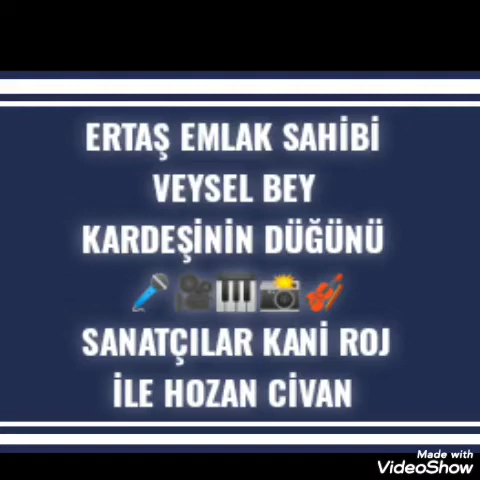 ERTAŞ EMLAK SAHİBİ
VEYSEL BEY
KARDEŞİNİN DÜĞÜNÜ
🎤🎥🎹📸🎻
SANATÇILAR KANİ ROJ
İLE HOZAN CİVAN
Made with
VideoShow